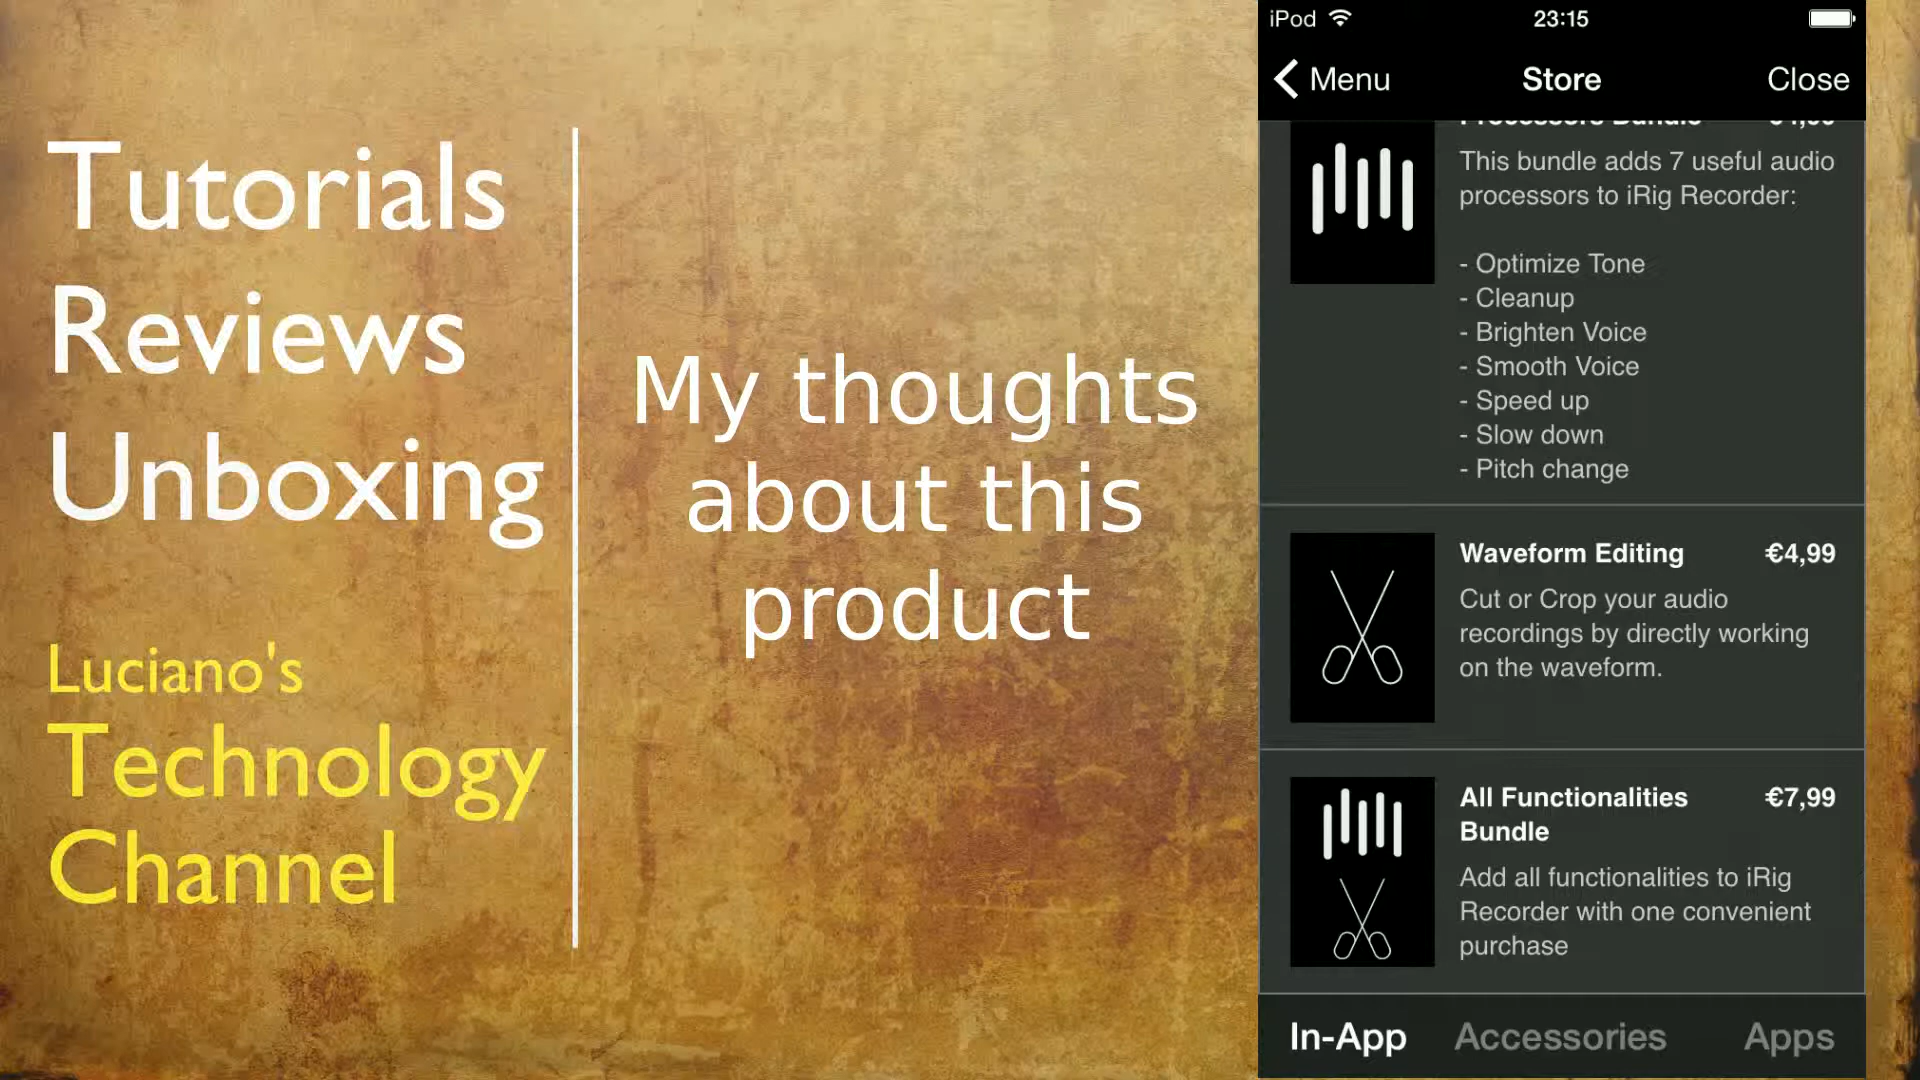 Tutorials
Reviews
Unboxing
Luciano's
Technology
Channel
My thoughts
about this
product
iPod 23:15
Menu Store Close
Processors Bundle
This bundle adds 7 useful audio
processors to iRig Recorder:
- Optimize Tone
- Cleanup
- Brighten Voice
- Smooth Voice
- Speed up
- Slow down
- Pitch change
Waveform Editing €4,99
Cut or Crop your audio
recordings by directly working
on the waveform.
All Functionalities €7,99
Bundle
Add all functionalities to iRig
Recorder with one convenient
purchase
In-App Accessories Apps